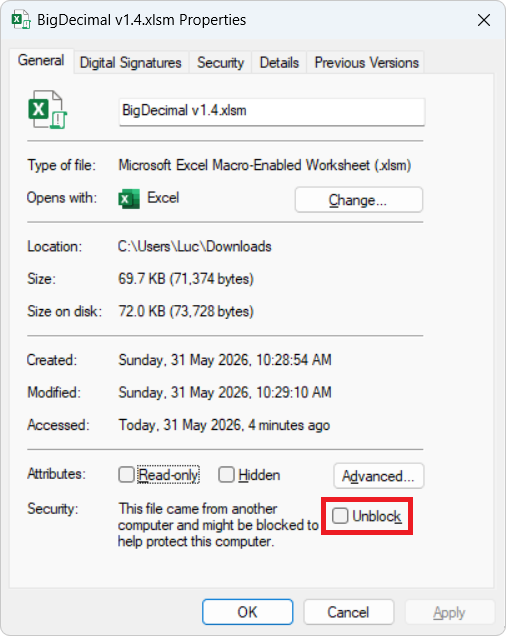 BigDecimal v1.4.xlsm Properties
General Digital Signatures Security Details Previous Versions
BigDecimal v1.4.xlsm
Type of file: Microsoft Excel Macro-Enabled Worksheet (.xlsm)
Opens with: Excel Change...
Location: C:\Users\Luc\Downloads
Size: 69.7 KB (71,374 bytes)
Size on disk: 72.0 KB (73,728 bytes)
Created: Sunday, 31 May 2026, 10:28:54 AM
Modified: Sunday, 31 May 2026, 10:29:10 AM
Accessed: Today, 31 May 2026, 4 minutes ago
Attributes: Read-only Hidden Advanced...
Security: This file came from another
computer and might be blocked to
help protect this computer.
Unblock
OK Cancel Apply